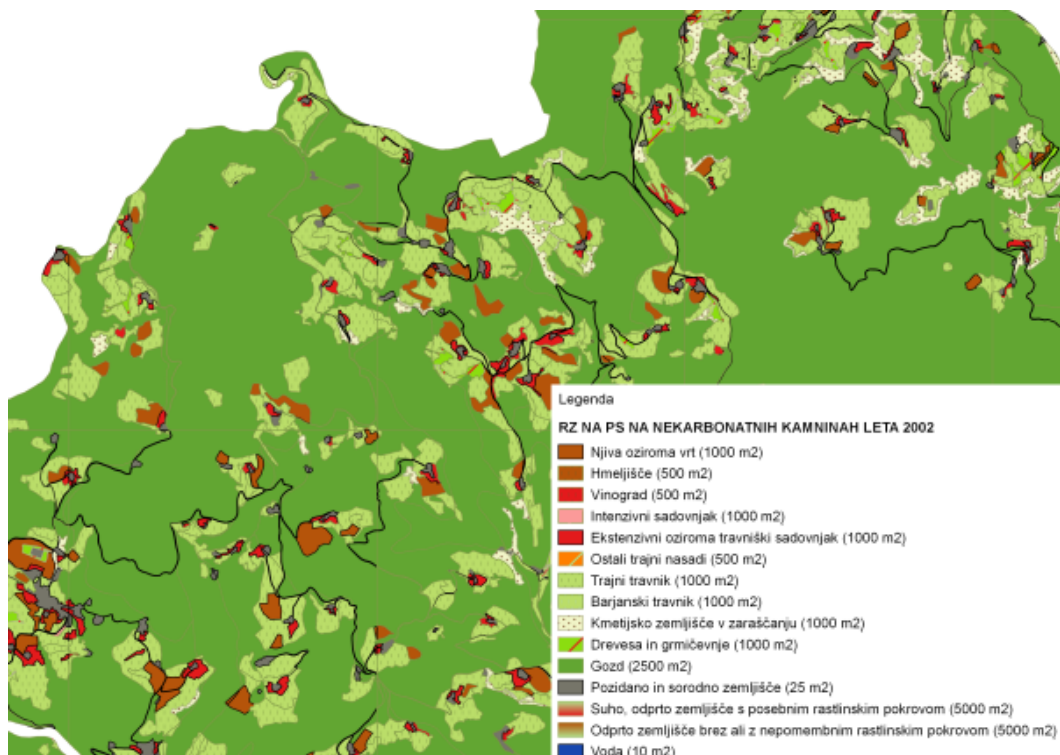 Legenda
RZ NA PS NA NEKARBONATNIH KAMNINAH LETA 2002
Njiva oziroma vrt (1000 m2)
Hmeljišče (500 m2)
Vinograd (500 m2)
Intenzivni sadovnjak (1000 m2)
Ekstenzivni oziroma travniški sadovnjak (1000 m2)
Ostali trajni nasadi (500 m2)
Trajni travnik (1000 m2)
Barjanski travnik (1000 m2)
Kmetijsko zemljišče v zaraščanju (1000 m2)
Drevesa in grmičevnje (1000 m2)
Gozd (2500 m2)
Pozidano in sorodno zemljišče (25 m2)
Suho, odprto zemljišče s posebnim rastlinskim pokrovom (5000 m2)
Odprto zemljišče brez ali z nepomembnim rastlinskim pokrovom (5000 m2)
Voda (10 m2)